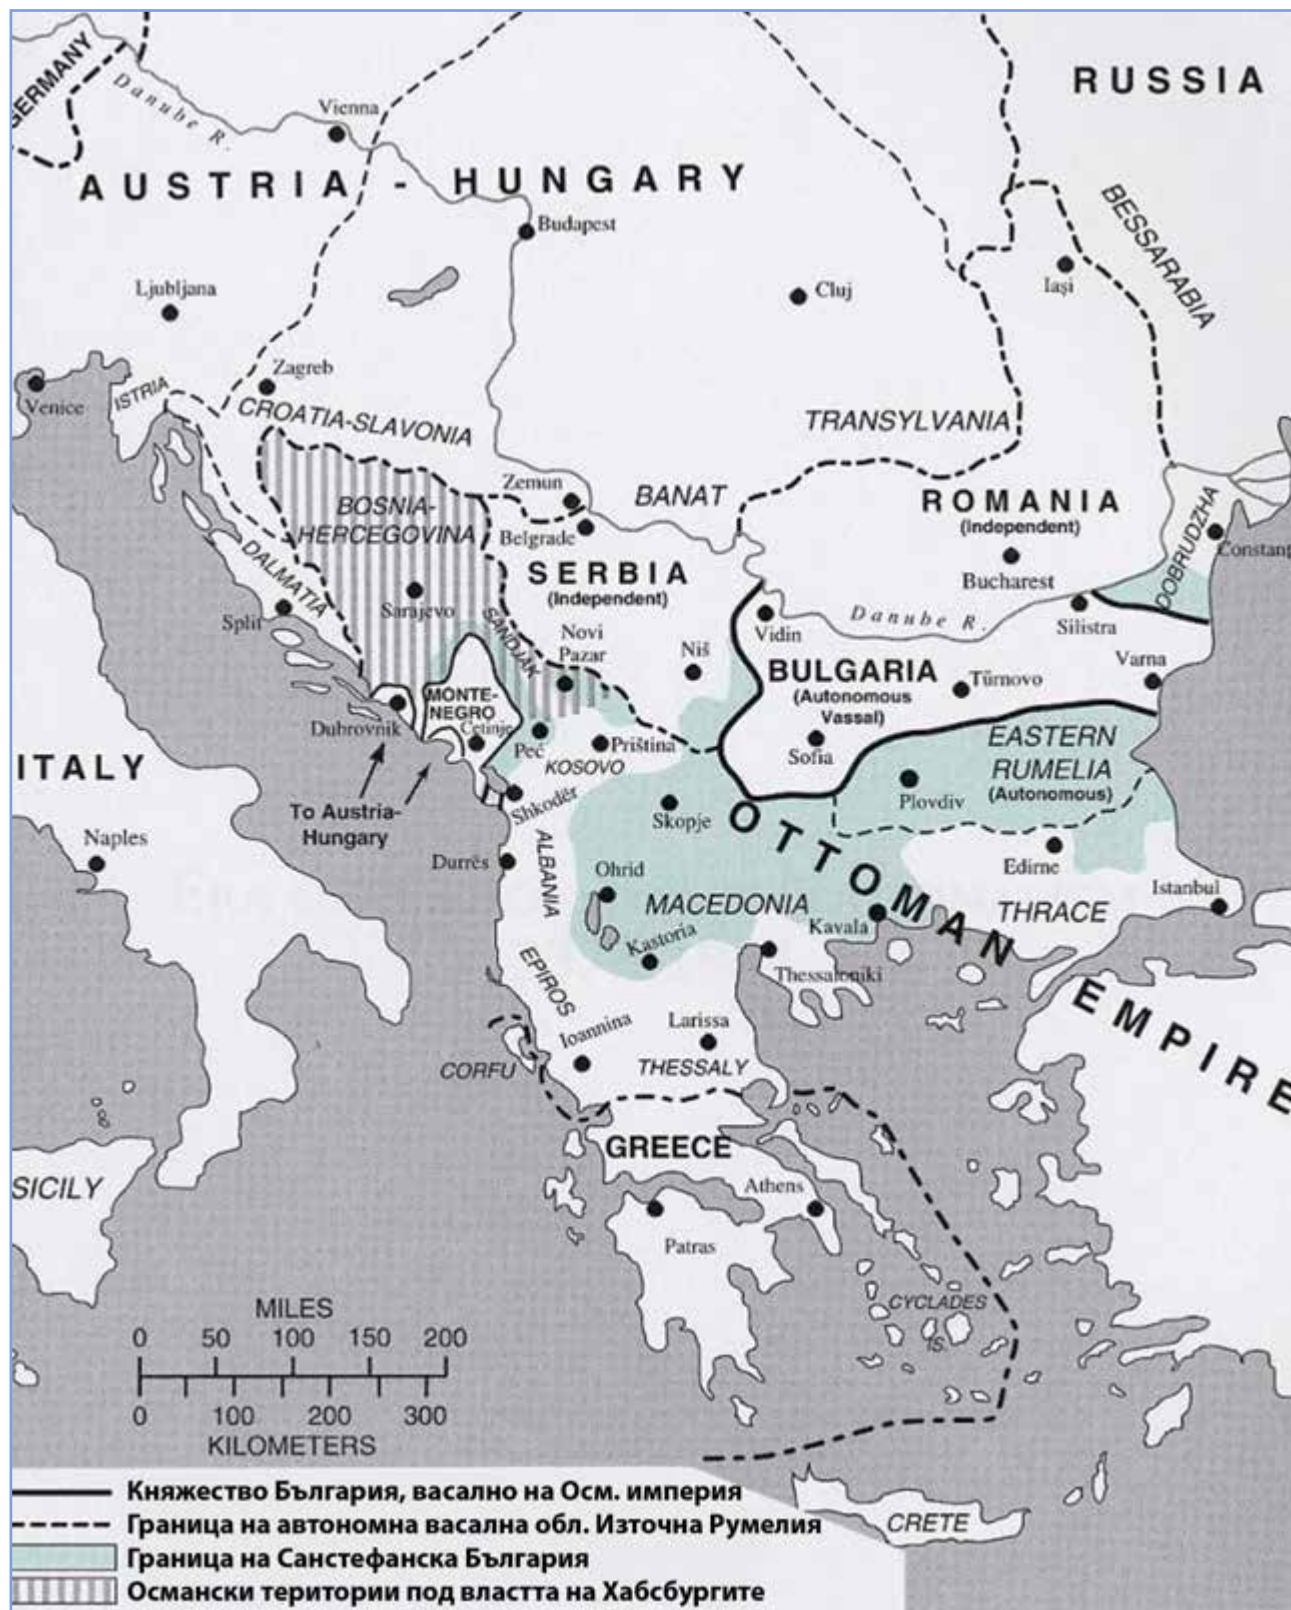 GERMANY
Danube R.
Vienna
RUSSIA
AUSTRIA - HUNGARY
Budapest
BESSARABIA
Iaşi
Ljubljana
Cluj
Zagreb
Venice
ISTRIA
CROATIA-SLAVONIA
TRANSYLVANIA
Zemun
BANAT
BOSNIA-
HERCEGOVINA
ROMANIA
(Independent)
Belgrade
DOBRUDZHA
Constanţ
DALMATIA
SERBIA
(Independent)
Bucharest
Sarajevo
Split
SANDJAK
Novi
Pazar
Niš
Vidin
Danube R.
Silistra
Varna
BULGARIA
(Autonomous
Vassal)
Tŭrnovo
MONTE-
NEGRO
Cetinje
Dubrovnik
Peć
Priština
KOSOVO
Sofia
EASTERN
RUMELIA
(Autonomous)
ITALY
To Austria-
Hungary
Shkodër
Skopje
Plovdiv
OTTOMAN
Naples
Durrës
ALBANIA
Ohrid
Edirne
Istanbul
MACEDONIA
Kavala
THRACE
Kastoria
EPIROS
Thessaloniki
EMPIRE
Ioannina
Larissa
CORFU
THESSALY
GREECE
SICILY
Athens
Patras
CYCLADES
IS.
MILES
0 50 100 150 200
0 100 200 300
KILOMETERS
Княжество България, васално на Осм. империя
Граница на автономна васална обл. Източна Румелия
Граница на Санстефанска България
Османски територии под властта на Хабсбургите
CRETE